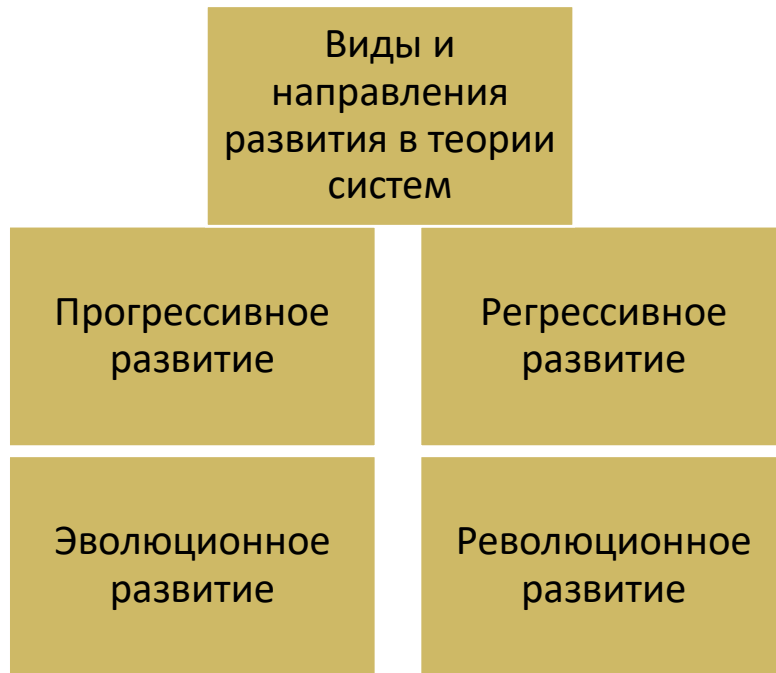 Виды и
направления
развития в теории
систем
Прогрессивное
развитие
Регрессивное
развитие
Эволюционное
развитие
Революционное
развитие